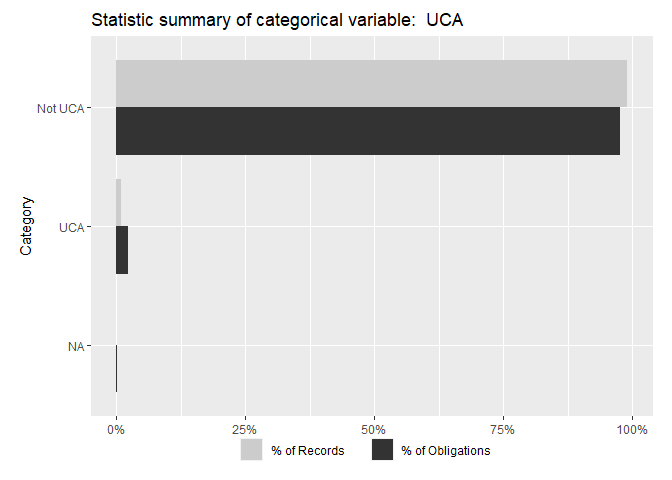 Statistic summary of categorical variable:  UCA
Category
Not UCA
UCA
NA
0%
25%
50%
75%
100%
% of Records
% of Obligations